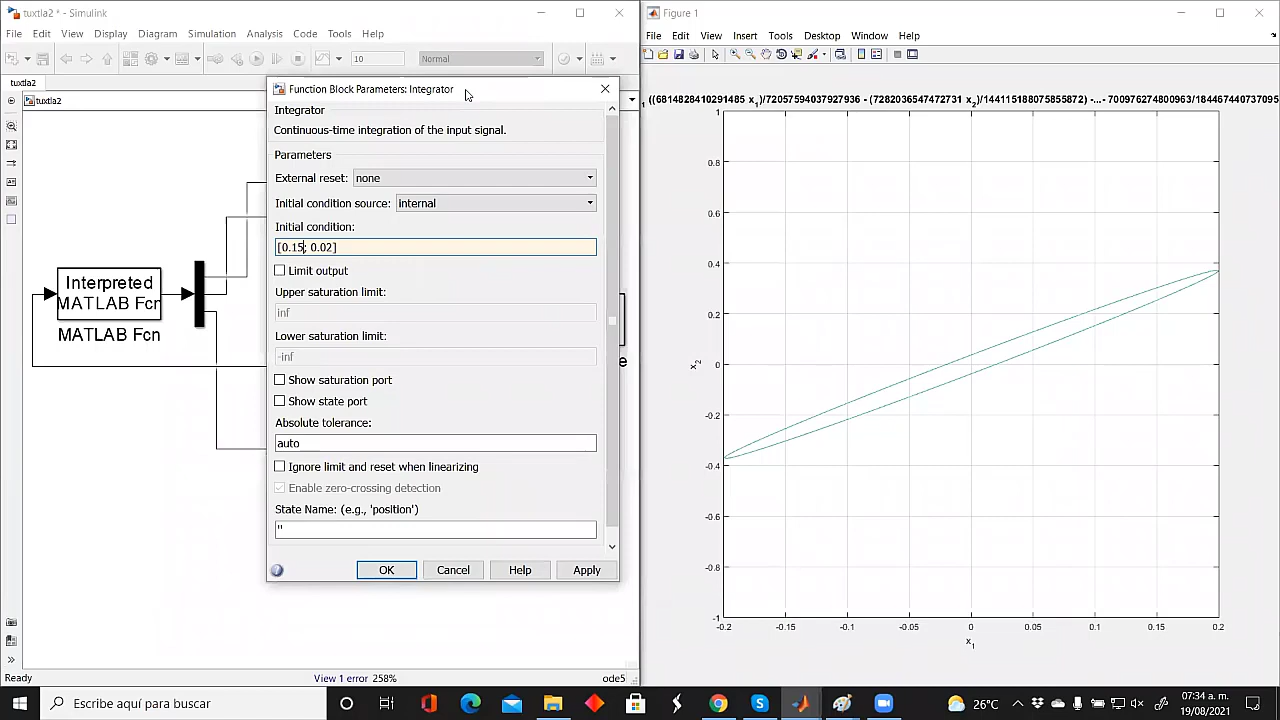 tuxtla2 * - Simulink
File Edit View Display Diagram Simulation Analysis Code Tools Help
10 Normal
tuxtla2
tuxtla2
Interpreted
MATLAB Fcn
MATLAB Fcn
e
Function Block Parameters: Integrator
Integrator
Continuous-time integration of the input signal.
Parameters
External reset: none
Initial condition source: internal
Initial condition:
[0.15; 0.02]
Limit output
Upper saturation limit:
inf
Lower saturation limit:
-inf
Show saturation port
Show state port
Absolute tolerance:
auto
Ignore limit and reset when linearizing
Enable zero-crossing detection
State Name: (e.g., 'position')
''
OK Cancel Help Apply
Ready View 1 error 258% ode5
Figure 1
File Edit View Insert Tools Desktop Window Help
1 ((6814828410291485 x1)/72057594037927936 - (7282036547472731 x2)/144115188075855872) -...- 700976274800963/184467440737095
1
0.8
0.6
0.4
0.2
0
-0.2
-0.4
-0.6
-0.8
-1
x2
-0.2 -0.15 -0.1 -0.05 0 0.05 0.1 0.15 0.2
x1
Escribe aquí para buscar
26°C
07:34 a. m.
19/08/2021